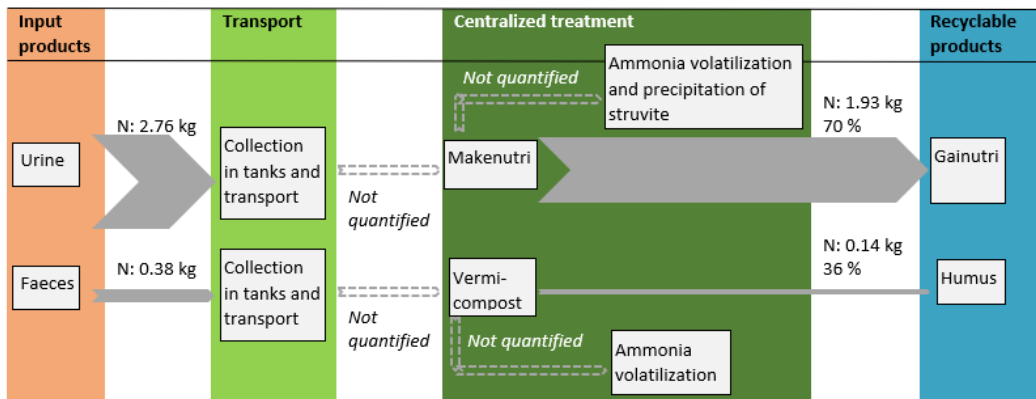 Input
products
Transport
Centralized treatment
Recyclable
products
Not quantified
Ammonia volatilization
and precipitation of
struvite
N: 2.76 kg
N: 1.93 kg
70 %
Urine
Collection
in tanks and
transport
Not
quantified
Makenutri
Gainutri
N: 0.38 kg
N: 0.14 kg
36 %
Faeces
Collection
in tanks and
transport
Not
quantified
Vermi-
compost
Humus
Not quantified
Ammonia
volatilization